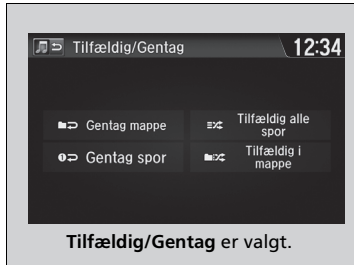 Tilfældig/Gentag 12:34
Gentag mappe
Tilfældig alle
spor
Gentag spor
Tilfældig i
mappe
Tilfældig/Gentag er valgt.